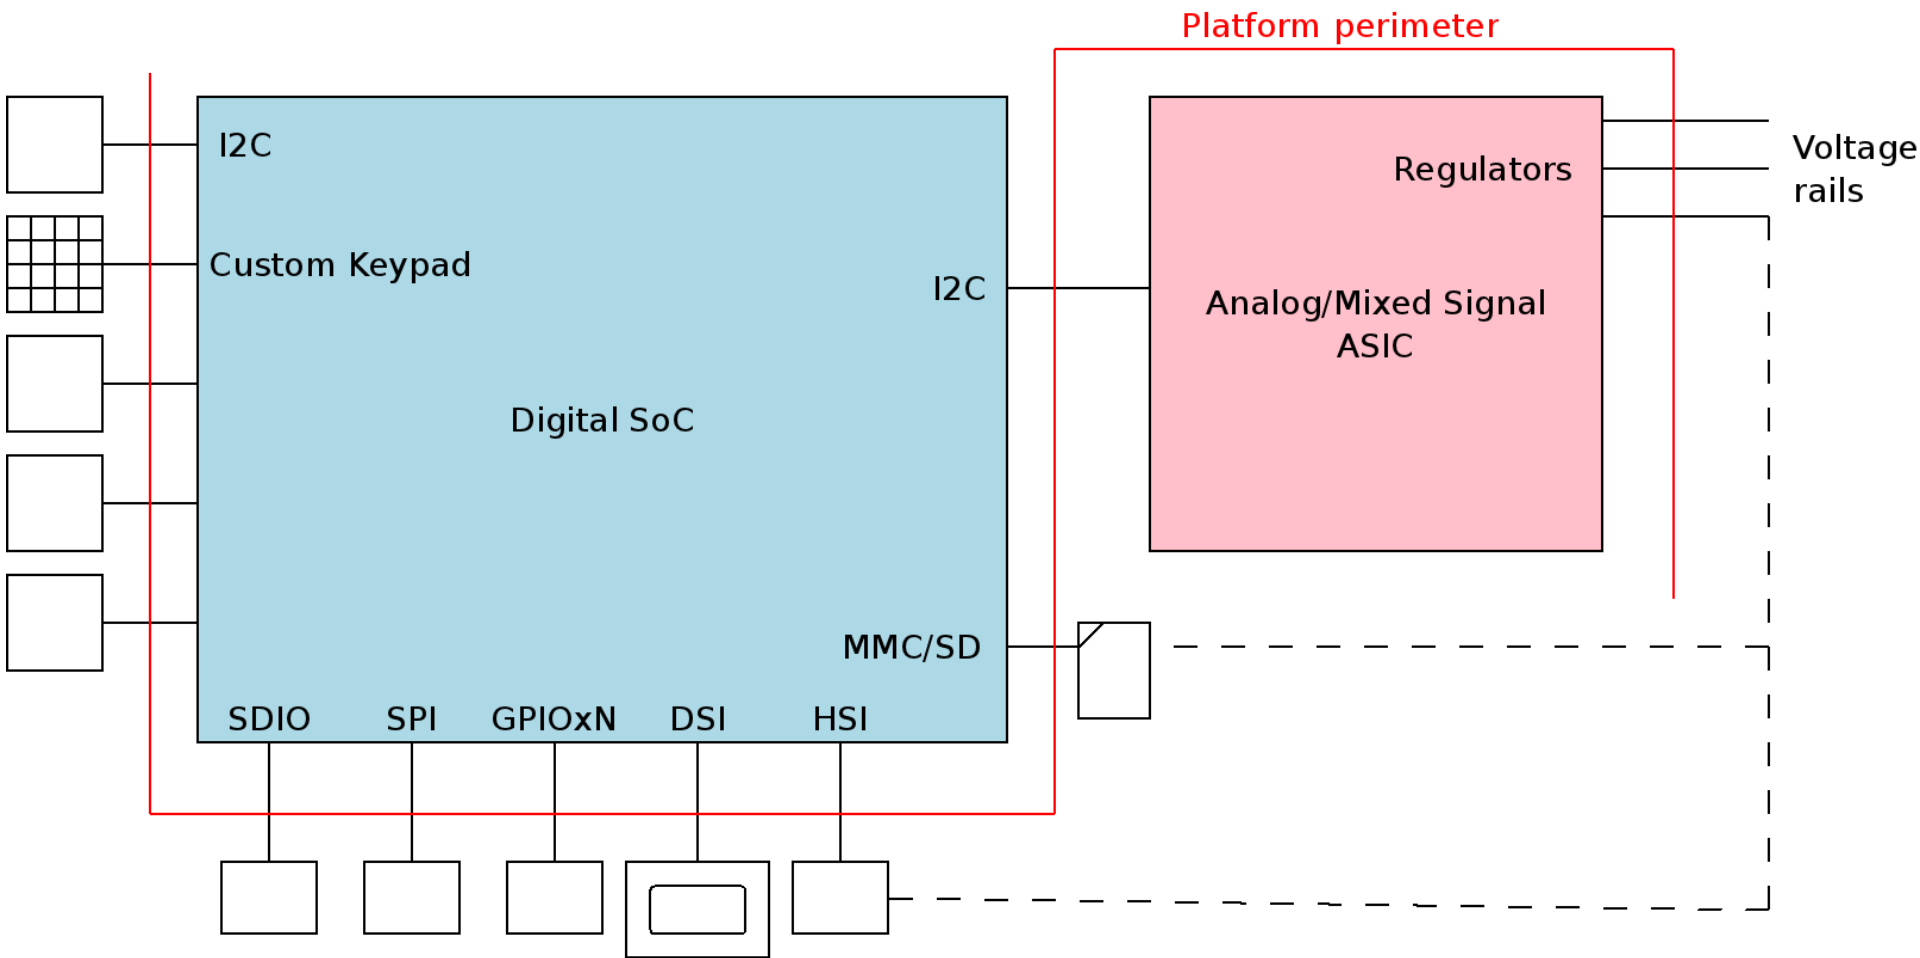 Platform perimeter
I2C
Voltage
rails
Regulators
Custom Keypad
I2C
Analog/Mixed Signal
ASIC
Digital SoC
MMC/SD
SDIO
SPI
GPIOxN
DSI
HSI